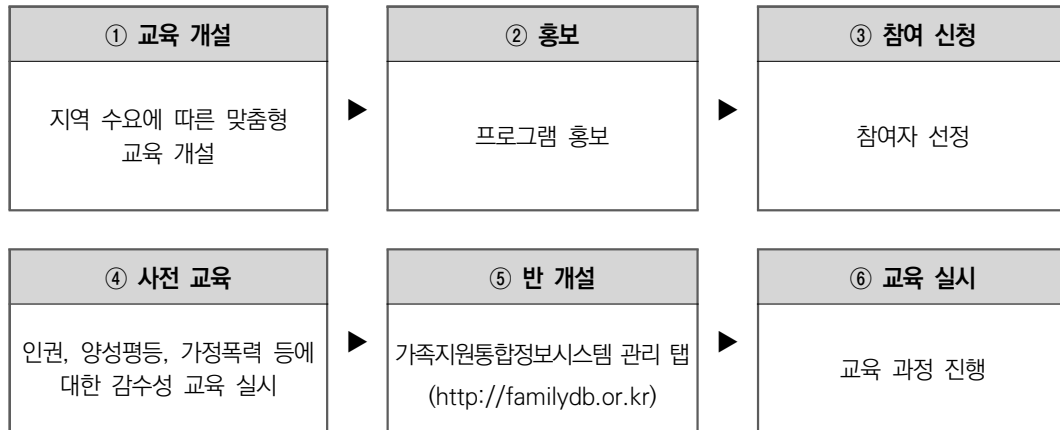 ① 교육 개설
지역 수요에 따른 맞춤형
교육 개설
▶
② 홍보
프로그램 홍보
▶
③ 참여 신청
참여자 선정
④ 사전 교육
인권, 양성평등, 가정폭력 등에
대한 감수성 교육 실시
▶
⑤ 반 개설
가족지원통합정보시스템 관리 탭
(http://familydb.or.kr)
▶
⑥ 교육 실시
교육 과정 진행